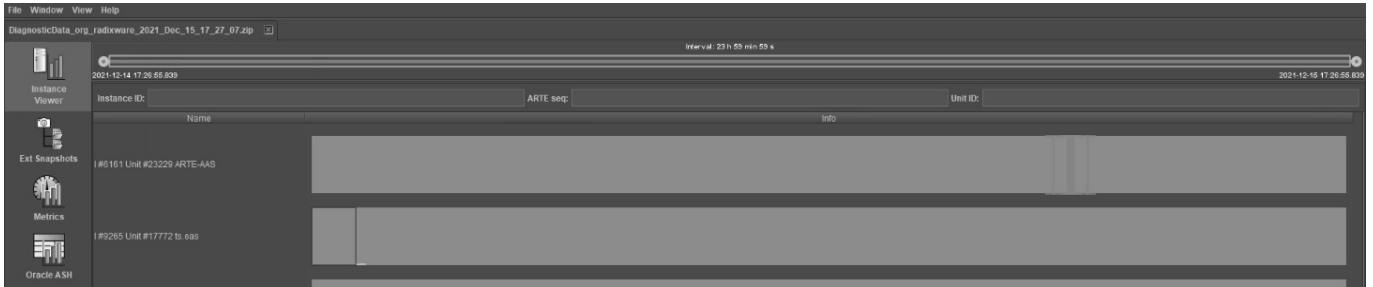 File Window View Help
DiagnosticData_org_radixware_2021_Dec_15_17_27_07.zip
Interval: 23 h 59 min 59 s
2021-12-14 17:26:55.839
2021-12-15 17:26:55.839
Instance Viewer
Instance ID:
ARTE seq:
Unit ID:
Name
Info
Ext Snapshots
I #6161 Unit #23229 ARTE-AAS
Metrics
I #9265 Unit #17772 ts.eas
Oracle ASH